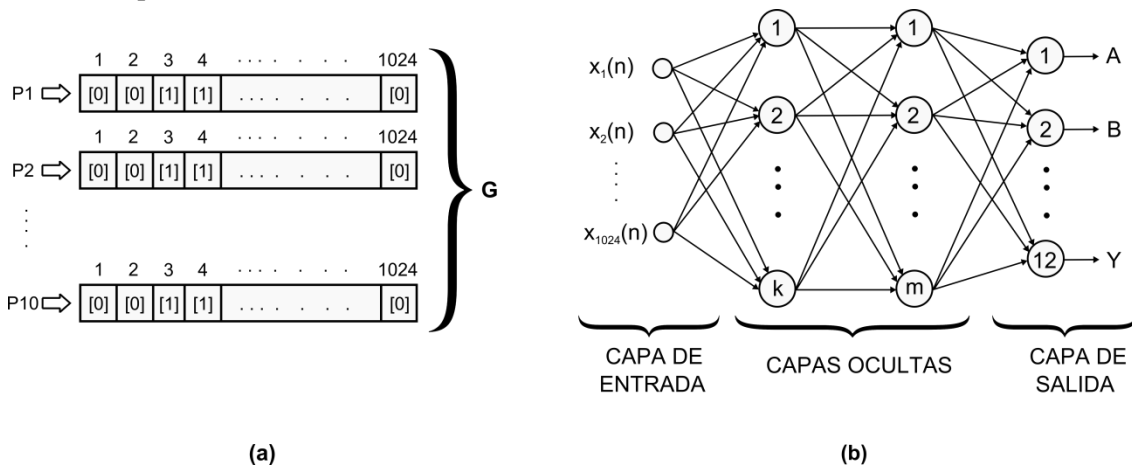 1 2 3 4 .... . . . . 1024
P1 [0] [0] [1] [1] .... . . . . [0]
1 2 3 4 .... . . . . 1024
P2 [0] [0] [1] [1] .... . . . . [0]
G
1 2 3 4 .... . . . . 1024
P10 [0] [0] [1] [1] .... . . . . [0]
(a)
1 1
x1(n) 1 A
2 2
x2(n) 2 B
x1024(n)
12 Y
k m
CAPA DE
ENTRADA
CAPAS OCULTAS
CAPA DE
SALIDA
(b)